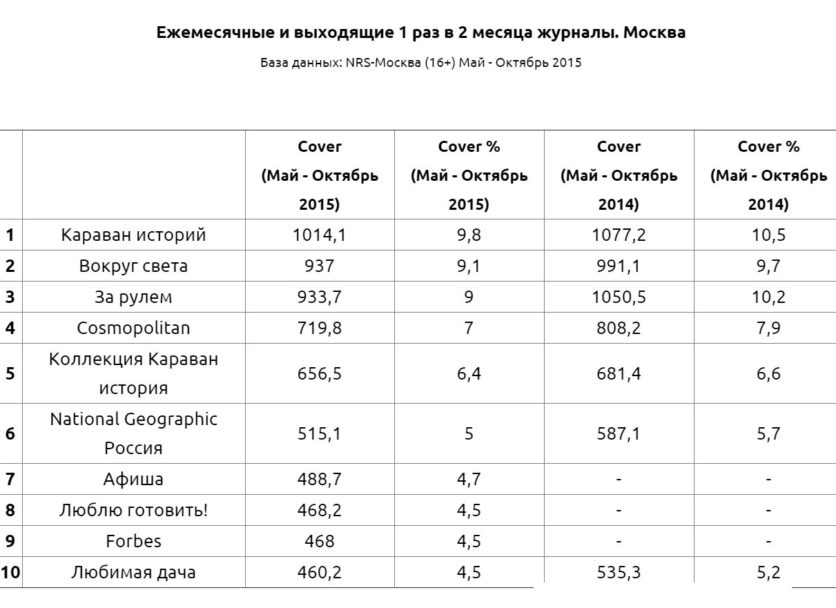 Ежемесячные и выходящие 1 раз в 2 месяца журналы. Москва
База данных: NRS-Москва (16+) Май - Октябрь 2015
Cover Cover % Cover Cover %
(Май - Октябрь (Май - Октябрь (Май - Октябрь (Май - Октябрь
2015) 2015) 2014) 2014)
1 Караван историй 1014,1 9,8 1077,2 10,5
2 Вокруг света 937 9,1 991,1 9,7
3 За рулем 933,7 9 1050,5 10,2
4 Cosmopolitan 719,8 7 808,2 7,9
5 Коллекция Караван
история 656,5 6,4 681,4 6,6
6 National Geographic
Россия 515,1 5 587,1 5,7
7 Афиша 488,7 4,7 - -
8 Люблю готовить! 468,2 4,5 - -
9 Forbes 468 4,5 - -
10 Любимая дача 460,2 4,5 535,3 5,2